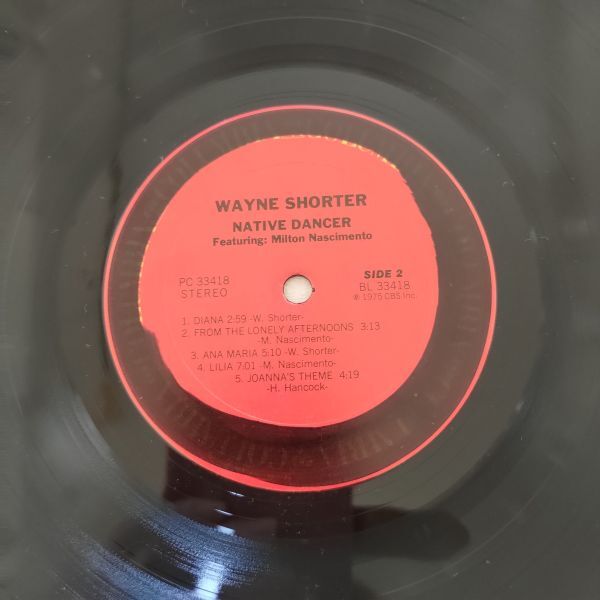 WAYNE SHORTER
NATIVE DANCER
Featuring: Milton Nascimento
PC 33418
STEREO
SIDE 2
BL 33418
℗ 1975 CBS Inc.
1. DIANA 2:59 -W. Shorter-
2. FROM THE LONELY AFTERNOONS 3:13
-M. Nascimento-
3. ANA MARIA 5:10 -W. Shorter-
4. LILIA 7:01 -M. Nascimento-
5. JOANNA'S THEME 4:19
-H. Hancock-